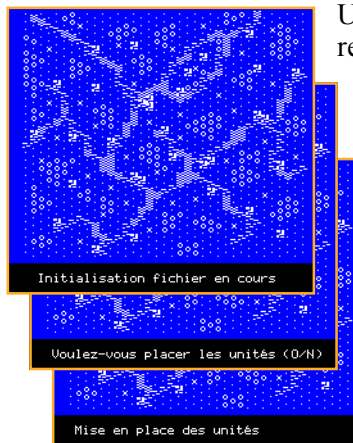 Initialisation fichier en cours
Voulez-vous placer les unités (O/N)
Mise en place des unités